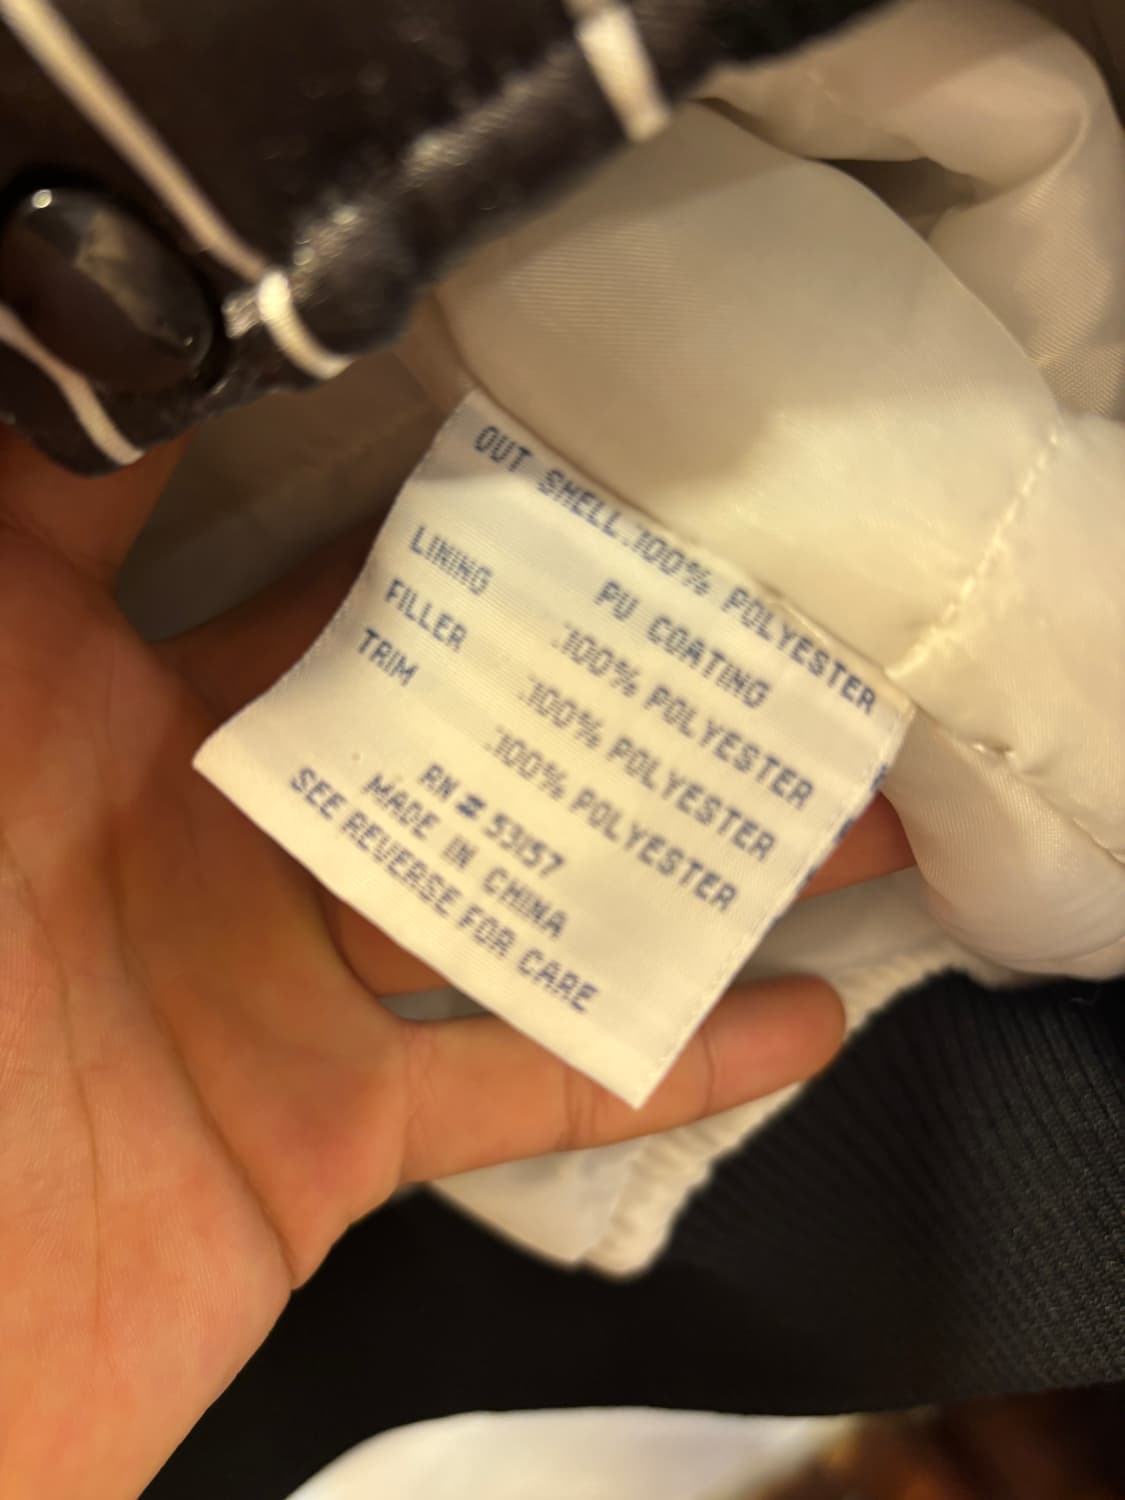 OUT SHELL:100% POLYESTER
PU COATING
LINING :100% POLYESTER
FILLER :100% POLYESTER
TRIM :100% POLYESTER
RN # 53157
MADE IN CHINA
SEE REVERSE FOR CARE